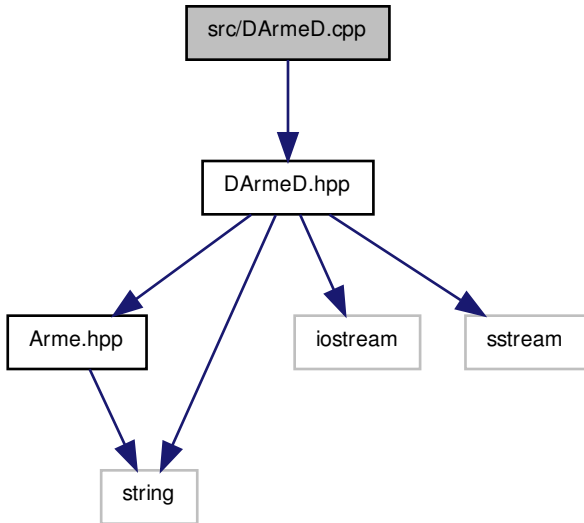 src/DArmeD.cpp
DArmeD.hpp
Arme.hpp
iostream
sstream
string